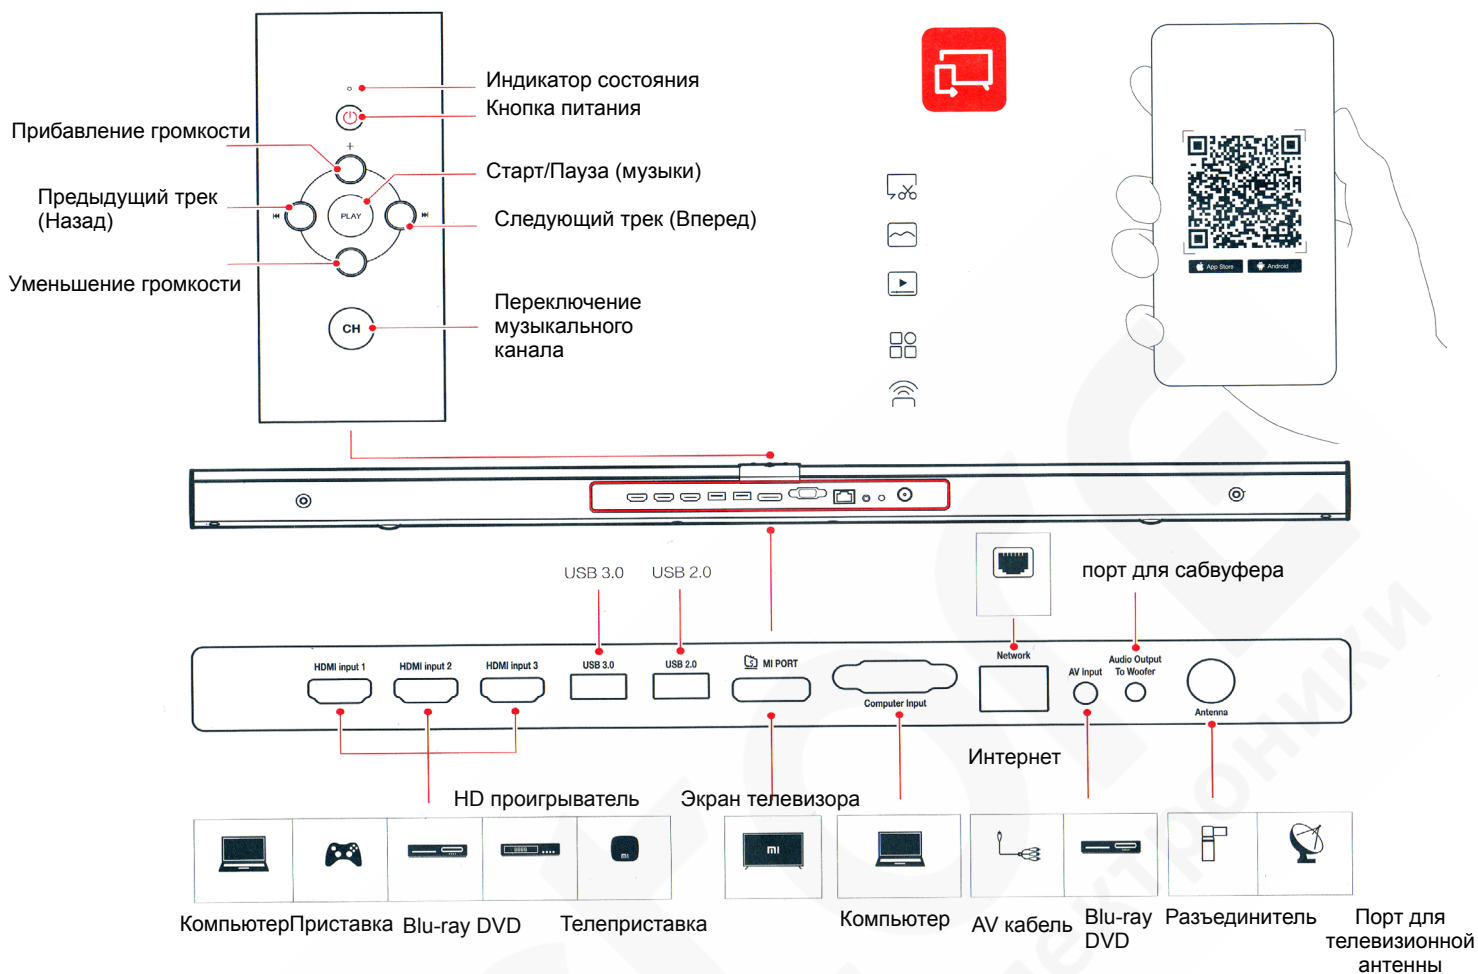 Индикатор состояния
Кнопка питания
Прибавление громкости
+
Старт/Пауза (музыки)
Предыдущий трек
(Назад)
PLAY
Следующий трек (Вперед)
Уменьшение громкости
Переключение
музыкального
канала
CH
App Store
Android
USB 3.0
USB 2.0
порт для сабвуфера
HDMI input 1
HDMI input 2
HDMI input 3
USB 3.0
USB 2.0
MI PORT
Computer Input
Network
AV Input
Audio Output
To Woofer
Antenna
Интернет
HD проигрыватель
Экран телевизора
mi
mi
Компьютер
Приставка
Blu-ray DVD
Телеприставка
Компьютер
AV кабель
Blu-ray
DVD
Разъединитель
Порт для
телевизионной
антенны